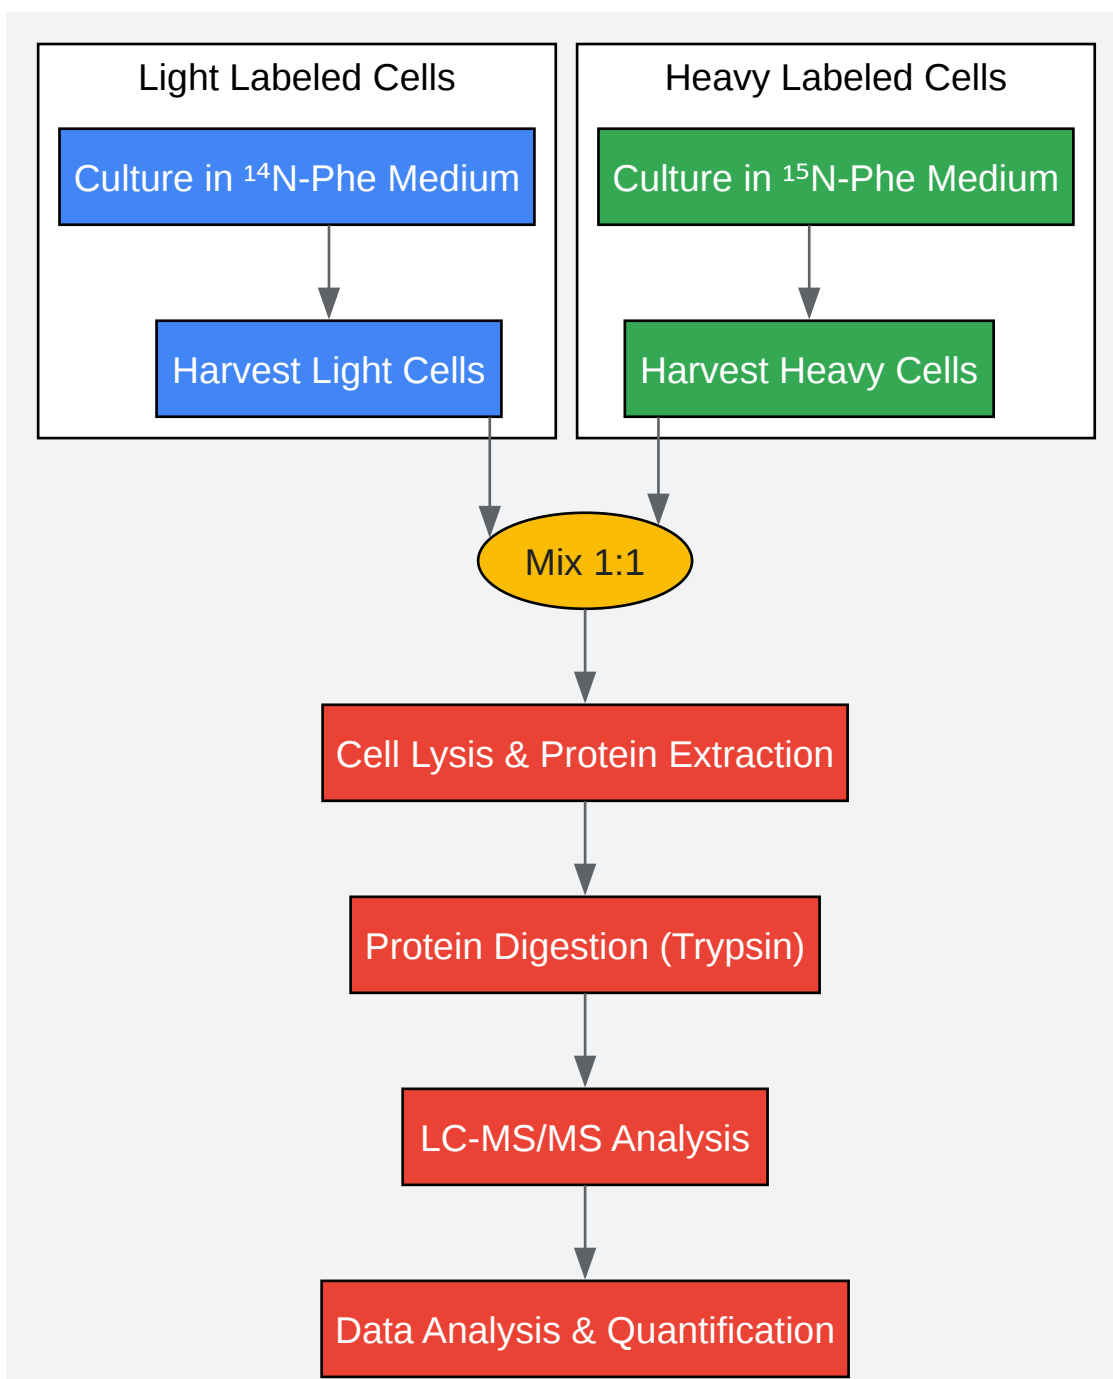 Light Labeled Cells
Heavy Labeled Cells
Culture in ¹⁴N-Phe Medium
Culture in ¹⁵N-Phe Medium
Harvest Light Cells
Harvest Heavy Cells
Mix 1:1
Cell Lysis & Protein Extraction
Protein Digestion (Trypsin)
LC-MS/MS Analysis
Data Analysis & Quantification